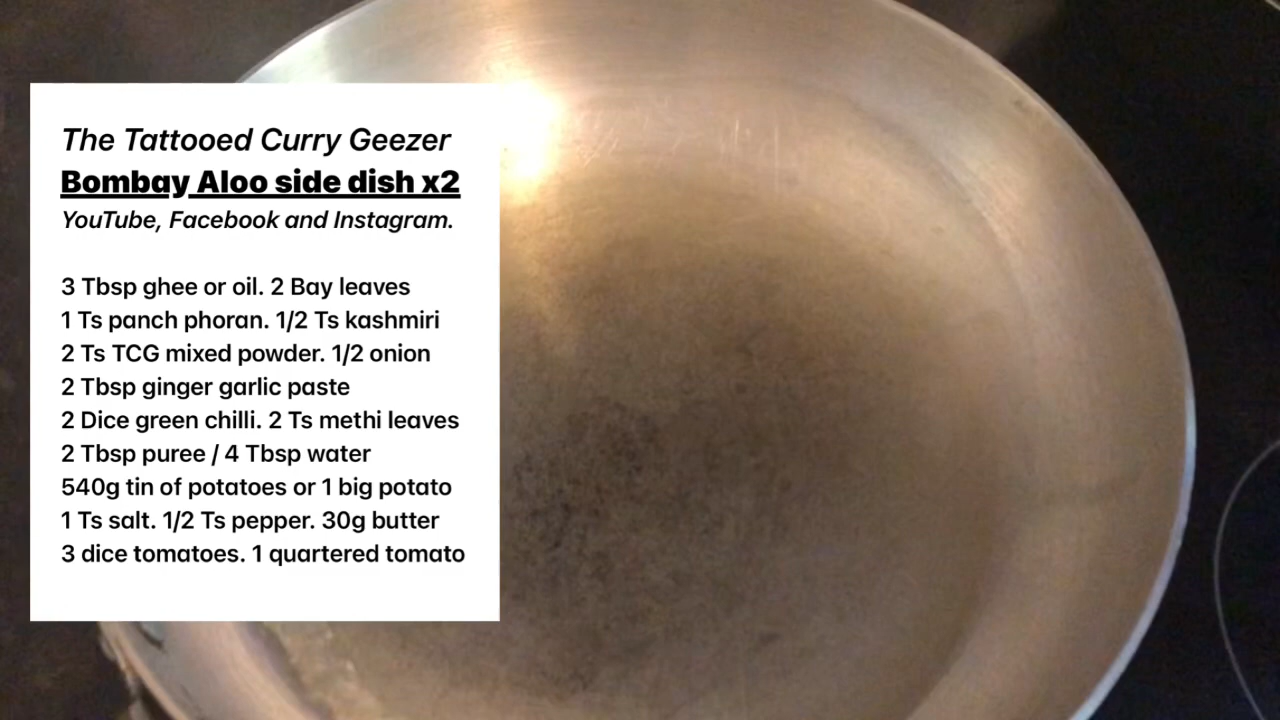 The Tattooed Curry Geezer
Bombay Aloo side dish x2
YouTube, Facebook and Instagram.
3 Tbsp ghee or oil. 2 Bay leaves
1 Ts panch phoran. 1/2 Ts kashmiri
2 Ts TCG mixed powder. 1/2 onion
2 Tbsp ginger garlic paste
2 Dice green chilli. 2 Ts methi leaves
2 Tbsp puree / 4 Tbsp water
540g tin of potatoes or 1 big potato
1 Ts salt. 1/2 Ts pepper. 30g butter
3 dice tomatoes. 1 quartered tomato